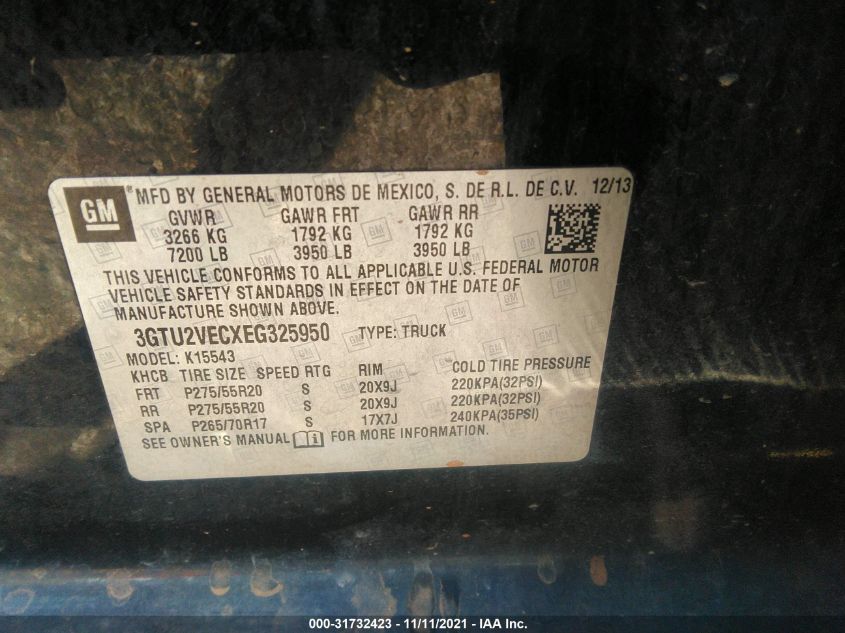 GM ® MFD BY GENERAL MOTORS DE MEXICO, S. DE R.L. DE C.V. 12/13
GVWR GAWR FRT GAWR RR
3266 KG 1792 KG 1792 KG
7200 LB 3950 LB 3950 LB
THIS VEHICLE CONFORMS TO ALL APPLICABLE U.S. FEDERAL MOTOR
VEHICLE SAFETY STANDARDS IN EFFECT ON THE DATE OF
MANUFACTURE SHOWN ABOVE.
3GTU2VECXEG325950 TYPE: TRUCK
MODEL: K15543
KHCB TIRE SIZE SPEED RTG RIM COLD TIRE PRESSURE
FRT P275/55R20 S 20X9J 220KPA(32PSI)
RR P275/55R20 S 20X9J 220KPA(32PSI)
SPA P265/70R17 S 17X7J 240KPA(35PSI)
SEE OWNER'S MANUAL FOR MORE INFORMATION.
000-31732423 - 11/11/2021 - IAA Inc.